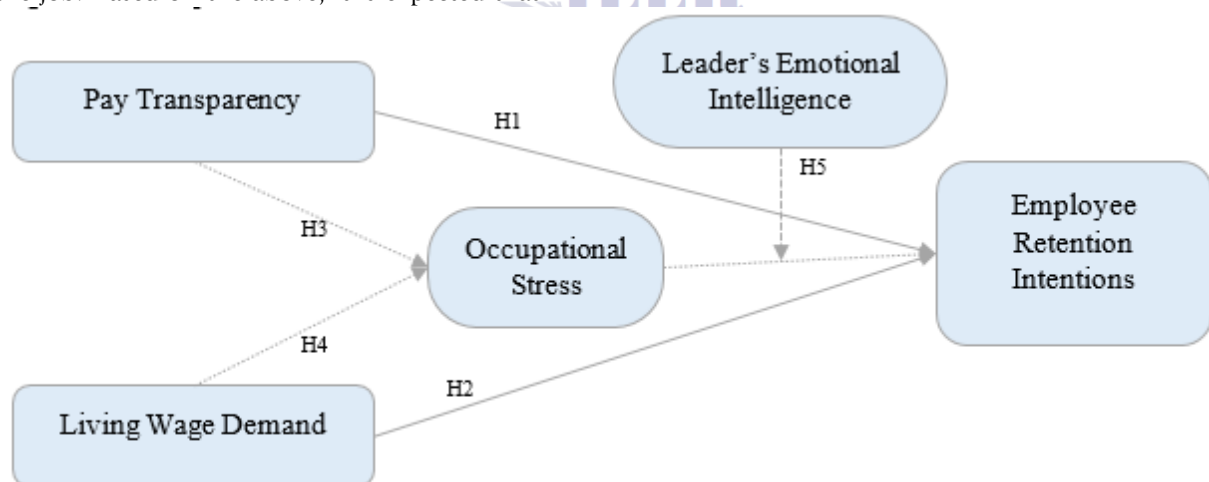 Pay Transparency
Leader's Emotional
Intelligence
H1
H5
H3
Occupational
Stress
Employee
Retention
Intentions
H4
H2
Living Wage Demand